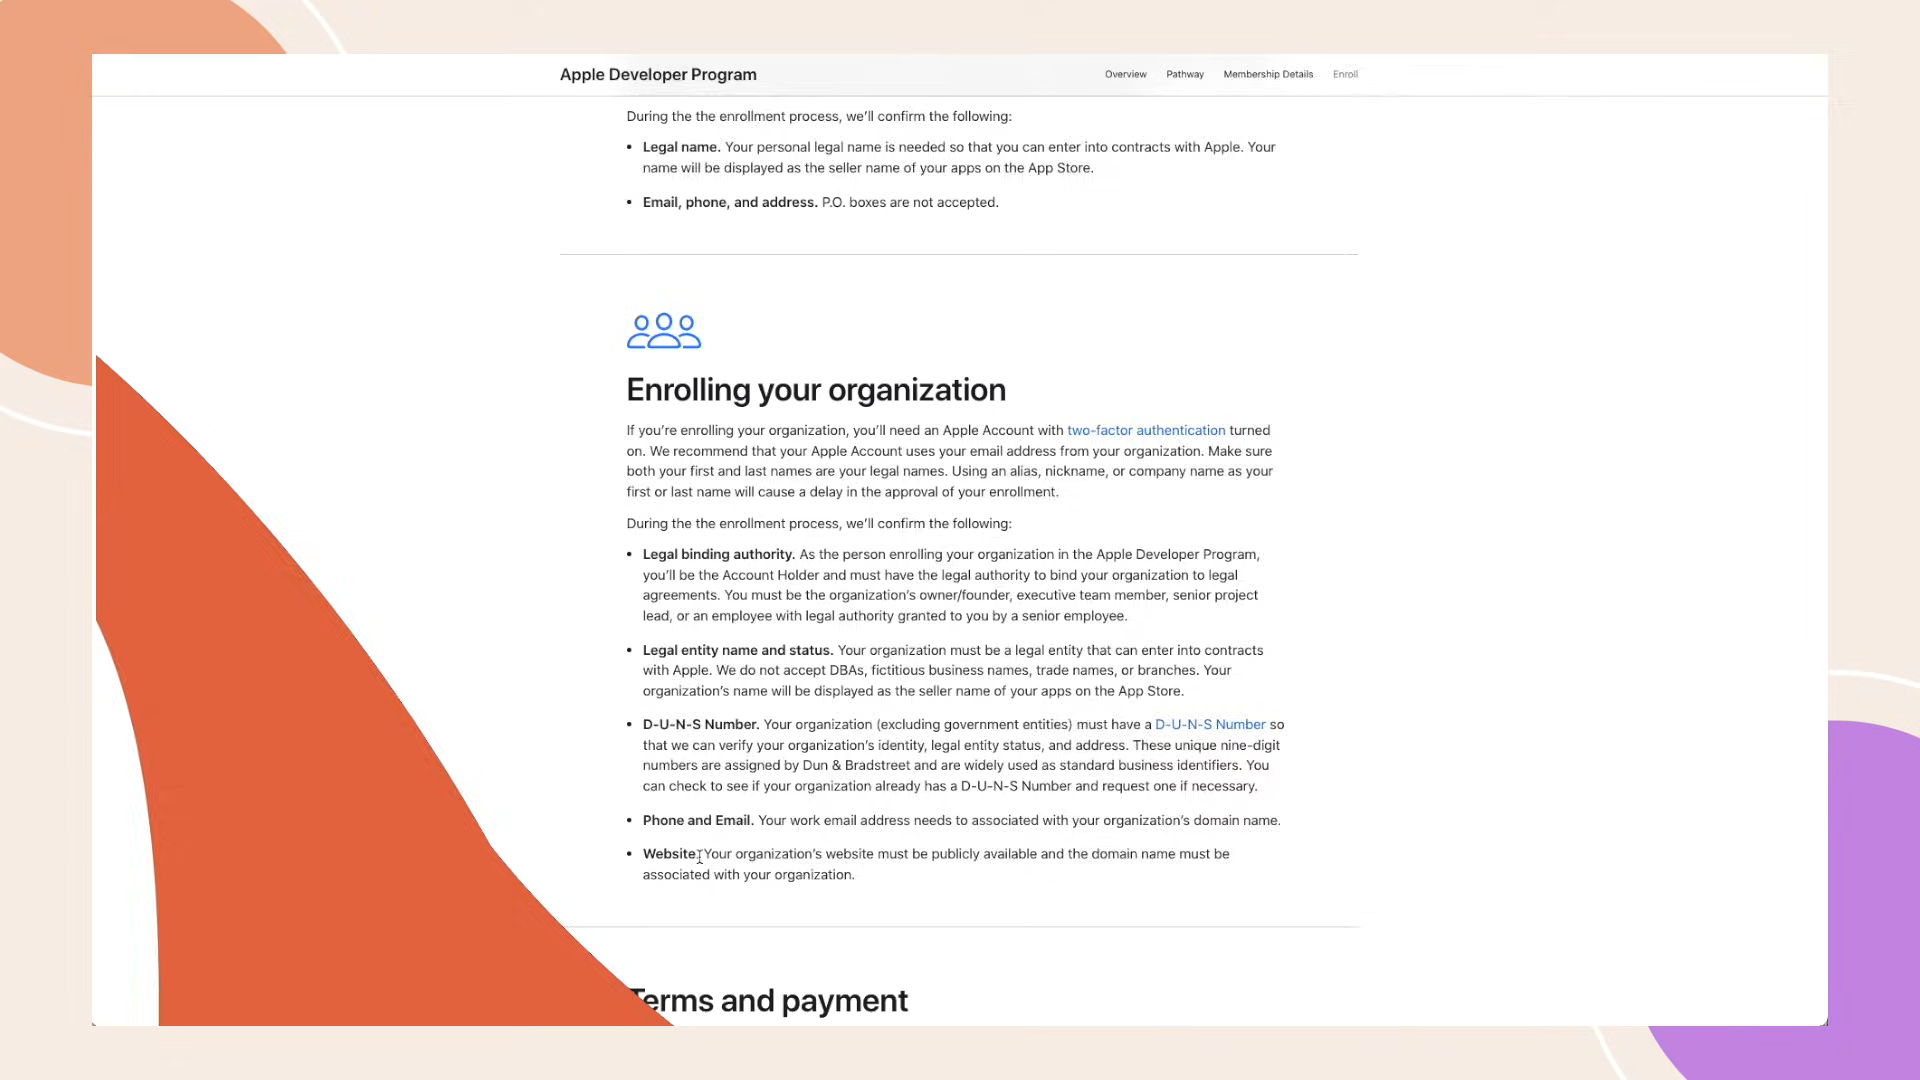 Apple Developer Program
Overview Pathway Membership Details Enroll
During the the enrollment process, we’ll confirm the following:
• Legal name. Your personal legal name is needed so that you can enter into contracts with Apple. Your
name will be displayed as the seller name of your apps on the App Store.
• Email, phone, and address. P.O. boxes are not accepted.
Enrolling your organization
If you’re enrolling your organization, you’ll need an Apple Account with two-factor authentication turned
on. We recommend that your Apple Account uses your email address from your organization. Make sure
both your first and last names are your legal names. Using an alias, nickname, or company name as your
first or last name will cause a delay in the approval of your enrollment.
During the the enrollment process, we’ll confirm the following:
• Legal binding authority. As the person enrolling your organization in the Apple Developer Program,
you’ll be the Account Holder and must have the legal authority to bind your organization to legal
agreements. You must be the organization’s owner/founder, executive team member, senior project
lead, or an employee with legal authority granted to you by a senior employee.
• Legal entity name and status. Your organization must be a legal entity that can enter into contracts
with Apple. We do not accept DBAs, fictitious business names, trade names, or branches. Your
organization’s name will be displayed as the seller name of your apps on the App Store.
• D-U-N-S Number. Your organization (excluding government entities) must have a D-U-N-S Number so
that we can verify your organization’s identity, legal entity status, and address. These unique nine-digit
numbers are assigned by Dun & Bradstreet and are widely used as standard business identifiers. You
can check to see if your organization already has a D-U-N-S Number and request one if necessary.
• Phone and Email. Your work email address needs to associated with your organization’s domain name.
• Website. Your organization’s website must be publicly available and the domain name must be
associated with your organization.
Terms and payment